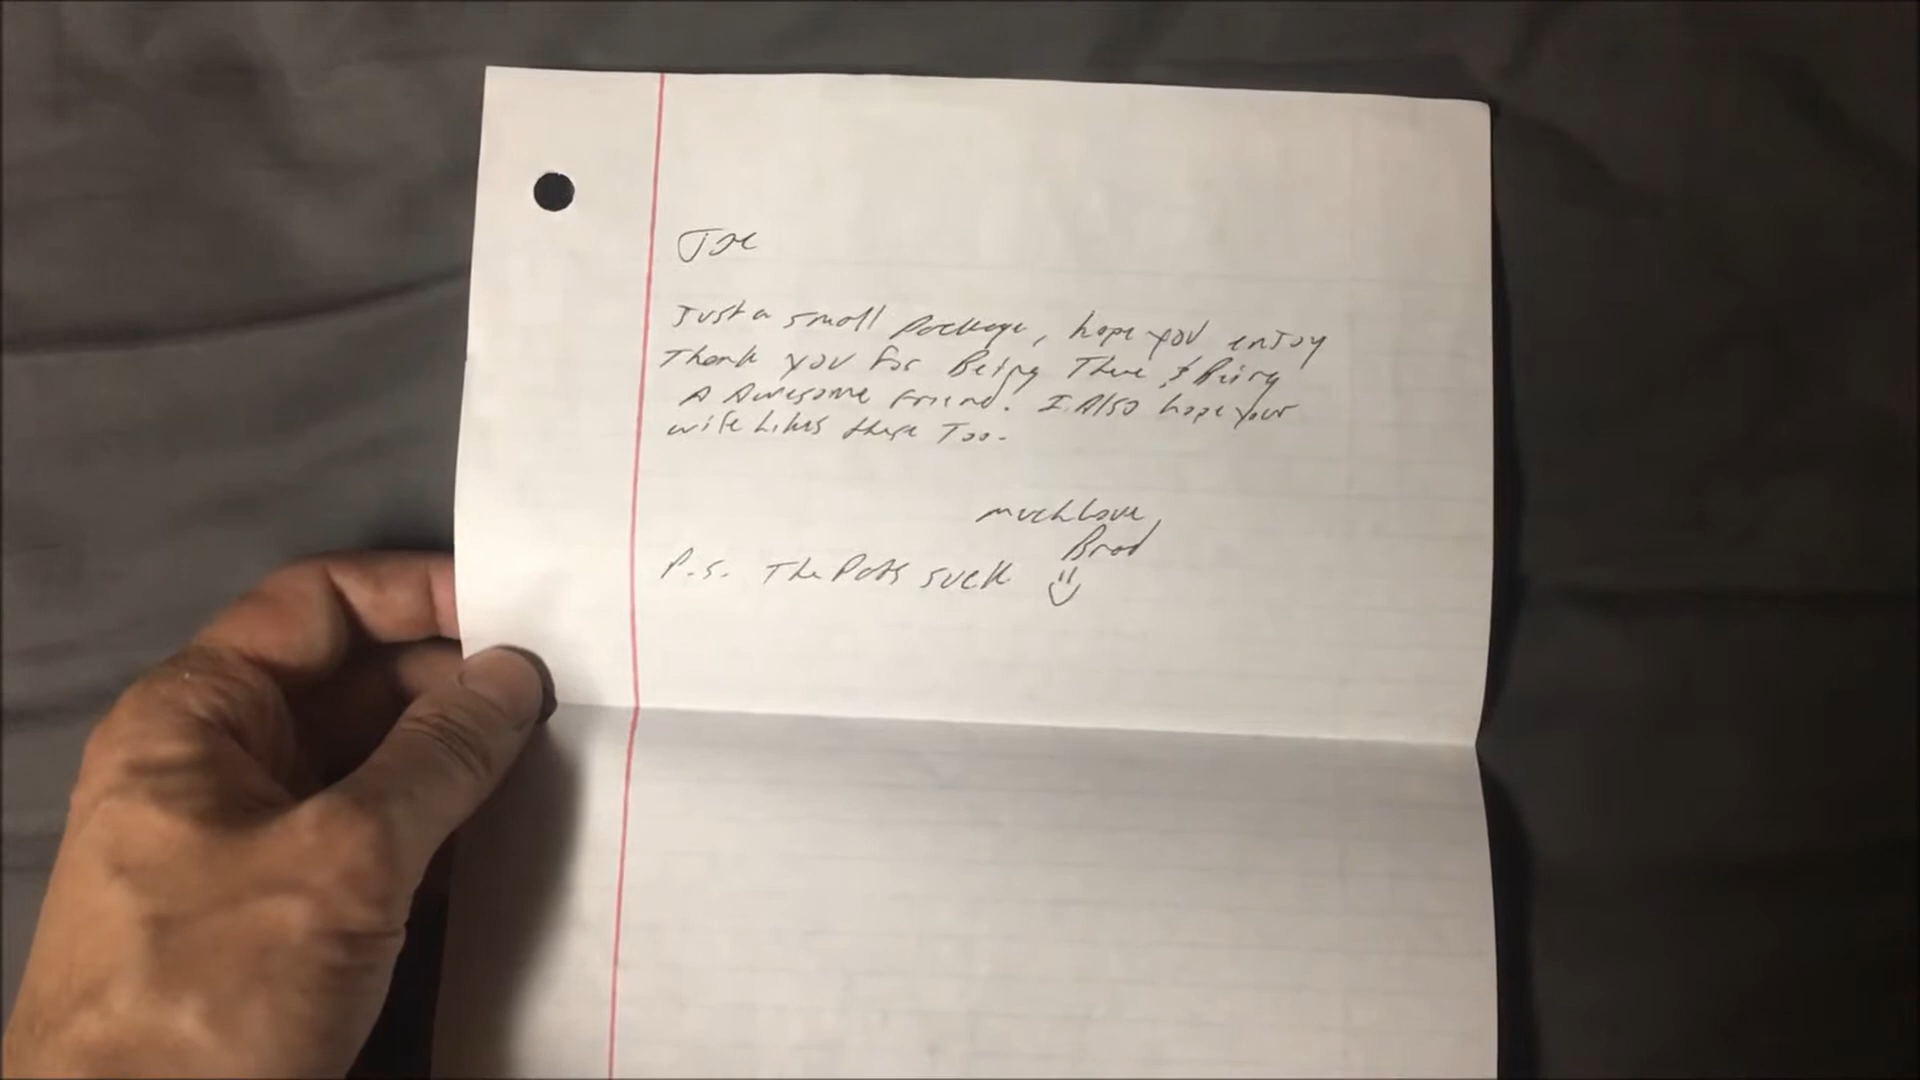 Joe
Just a small Package, hope you enjoy
Thank you for Being There & Being
A Awesome Friend. I Also hope your
wife Likes these Too.
much Love,
Brad
P.S. The Pats suck